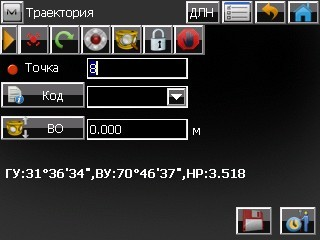 Траектория ДЛН
Точка 8
Код
ВО 0.000 м
ГУ:31°36'34",ВУ:70°46'37",НР:3.518